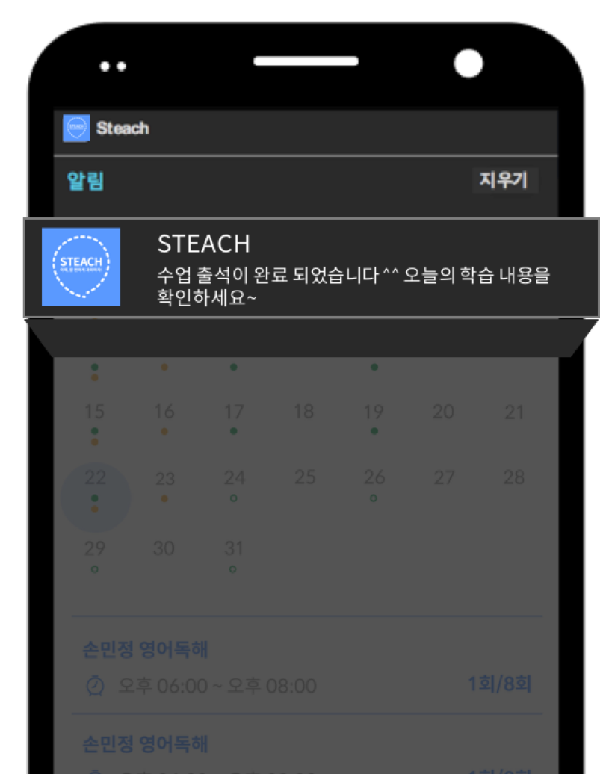 Steach
알림
지우기
STEACH
STEACH
수업 출석이 완료 되었습니다^^ 오늘의 학습 내용을
확인하세요~
15 16 17 18 19 20 21
22 23 24 25 26 27 28
29 30 31
손민정 영어독해
오후 06:00 ~ 오후 08:00
1회/8회
손민정 영어독해